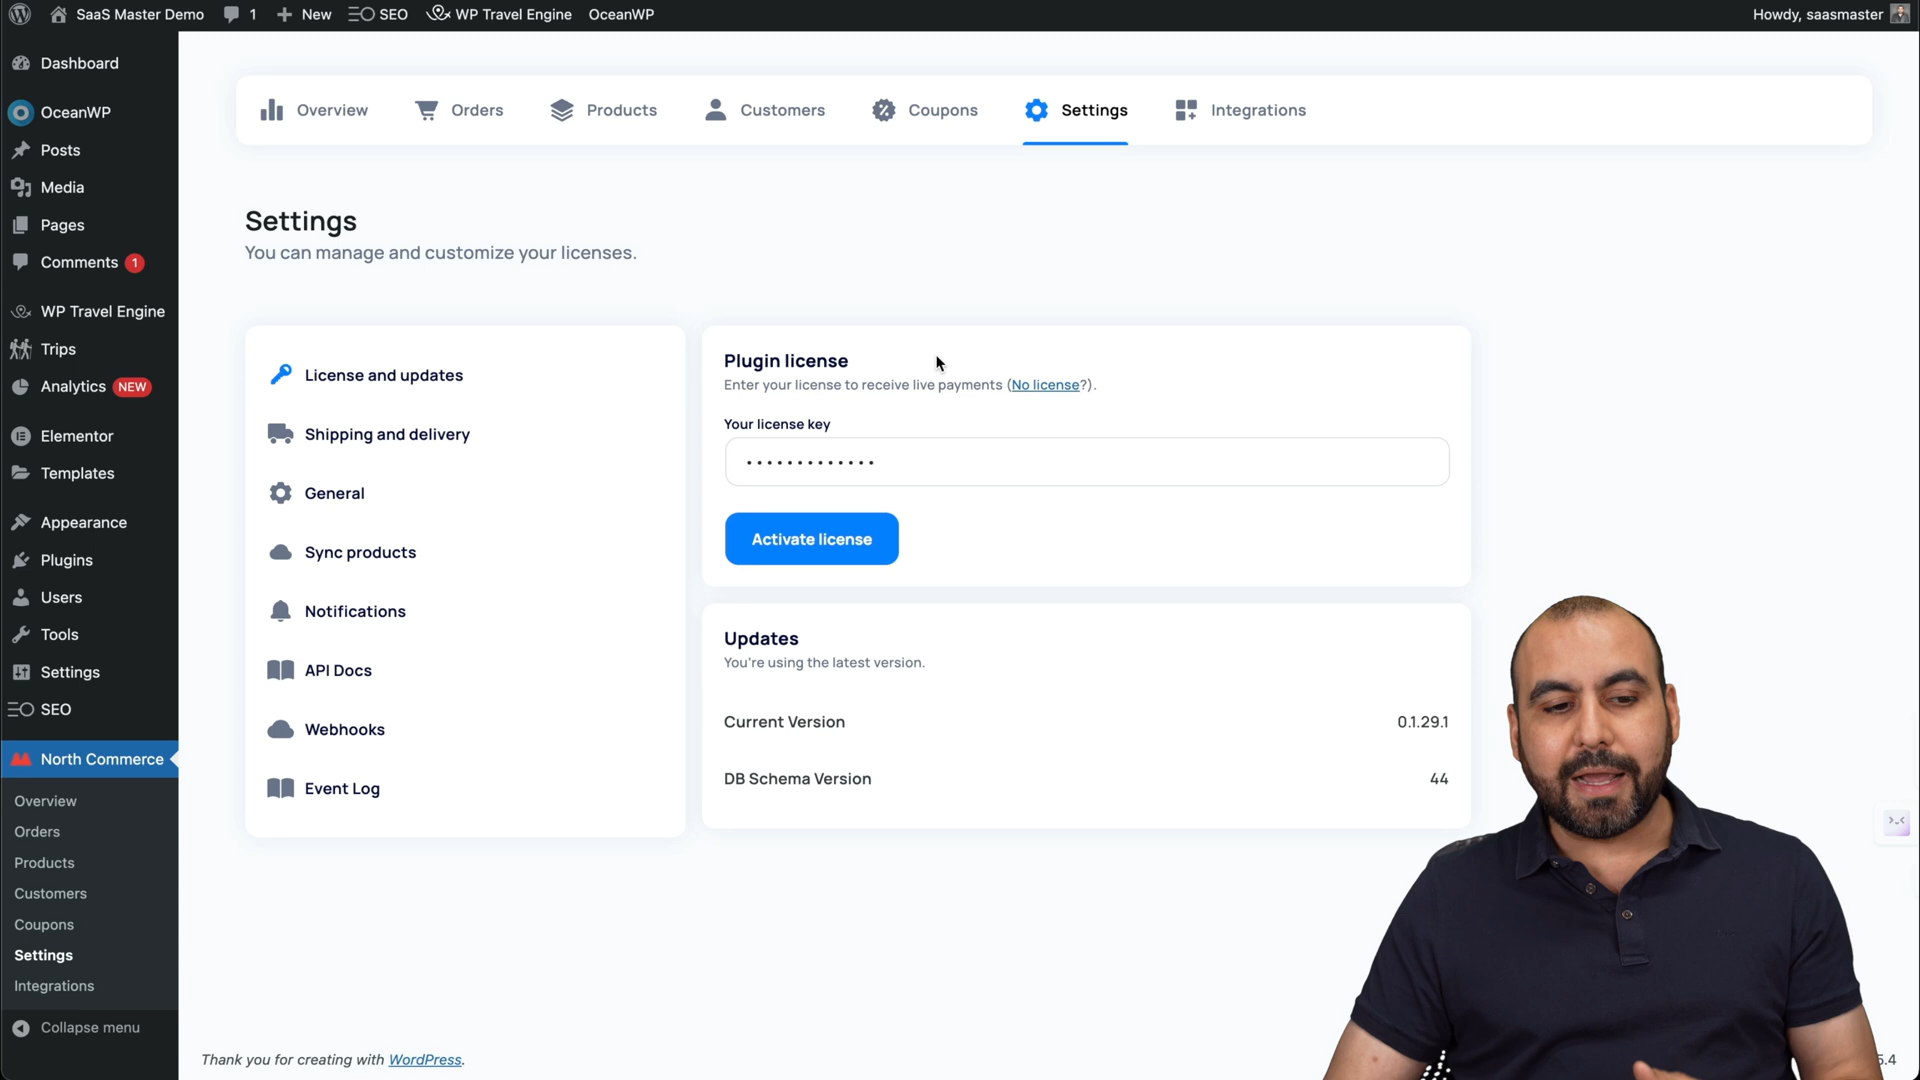 SaaS Master Demo 1 New SEO WP Travel Engine OceanWP Howdy, saasmaster
Dashboard
OceanWP
Posts
Media
Pages
Comments 1
WP Travel Engine
Trips
Analytics NEW
Elementor
Templates
Appearance
Plugins
Users
Tools
Settings
SEO
North Commerce
Overview
Orders
Products
Customers
Coupons
Settings
Integrations
Collapse menu
Overview Orders Products Customers Coupons Settings Integrations
Settings
You can manage and customize your licenses.
License and updates
Shipping and delivery
General
Sync products
Notifications
API Docs
Webhooks
Event Log
Plugin license
Enter your license to receive live payments (No license?).
Your license key
Activate license
Updates
You're using the latest version.
Current Version 0.1.29.1
DB Schema Version 44
Thank you for creating with WordPress.